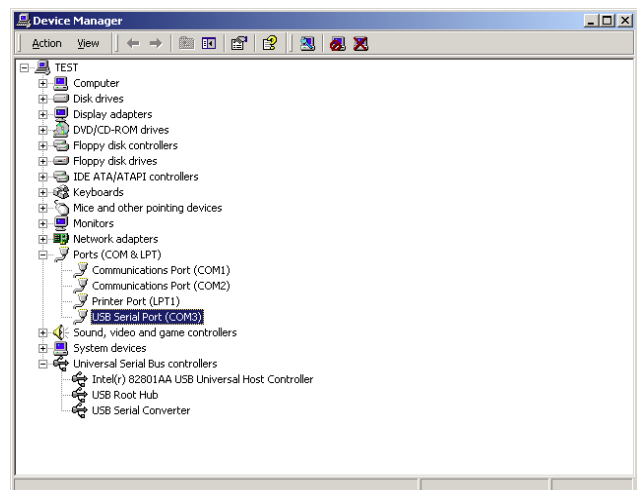 Device Manager
Action View
TEST
Computer
Disk drives
Display adapters
DVD/CD-ROM drives
Floppy disk controllers
Floppy disk drives
IDE ATA/ATAPI controllers
Keyboards
Mice and other pointing devices
Monitors
Network adapters
Ports (COM & LPT)
Communications Port (COM1)
Communications Port (COM2)
Printer Port (LPT1)
USB Serial Port (COM3)
Sound, video and game controllers
System devices
Universal Serial Bus controllers
Intel(r) 82801AA USB Universal Host Controller
USB Root Hub
USB Serial Converter